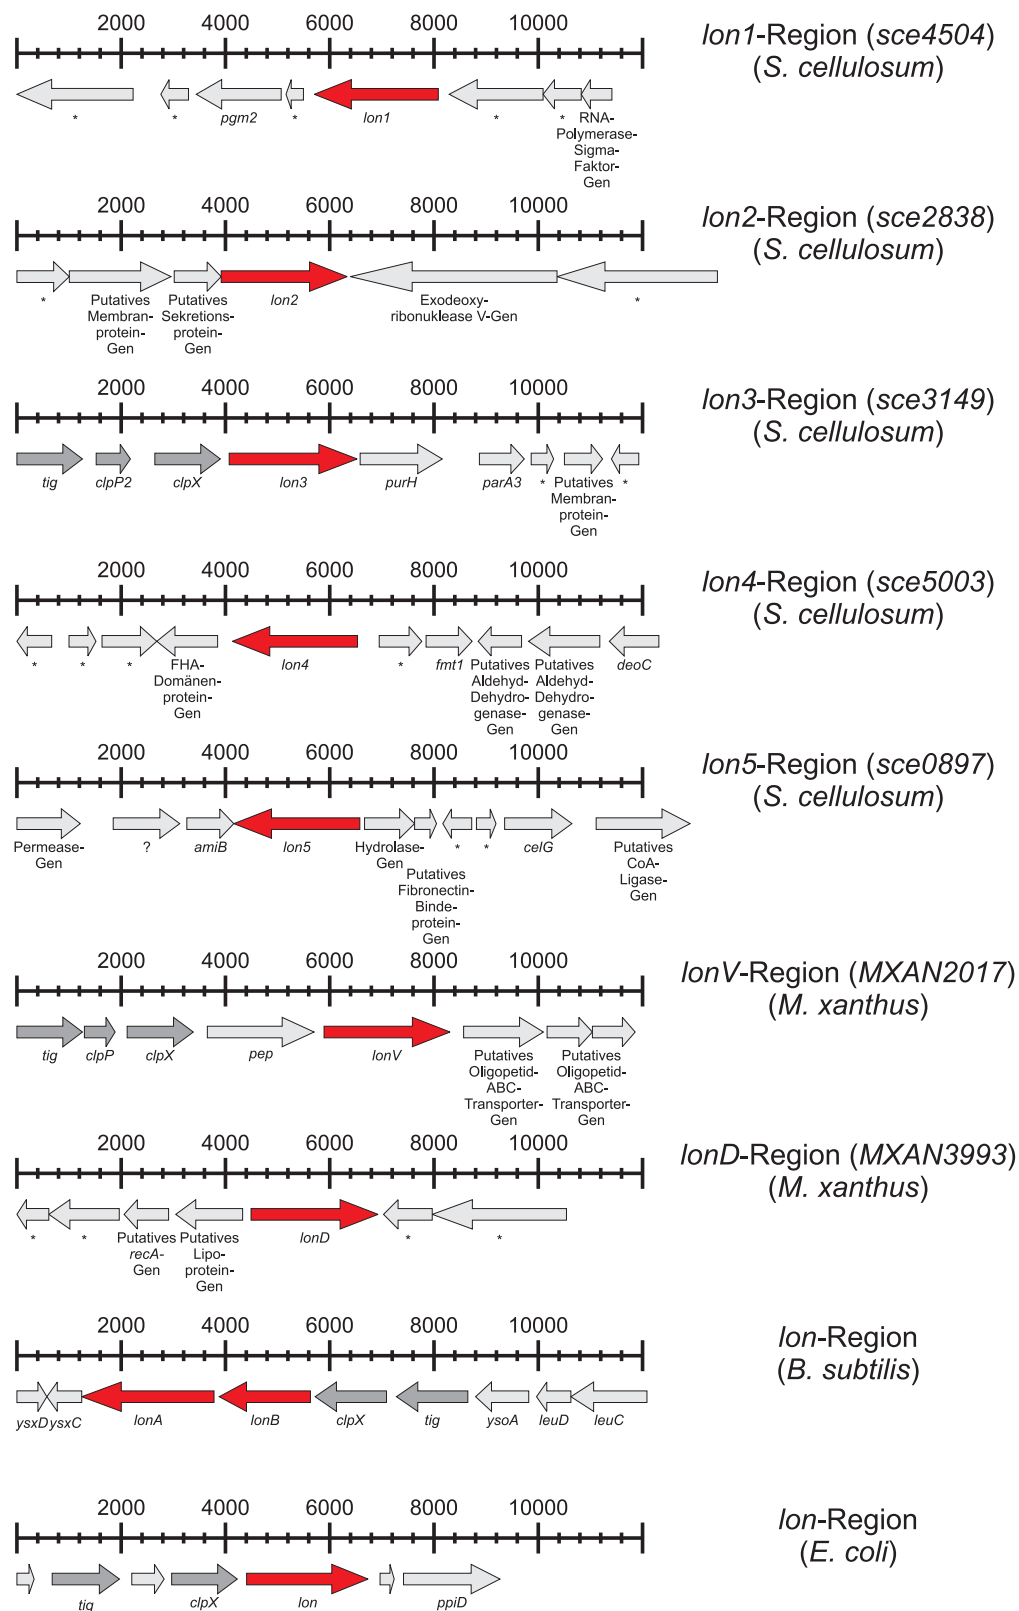 2000 4000 6000 8000 10000
lon1-Region (sce4504)
(S. cellulosum)
* * pgm2 * lon1 * * RNA-
Polymerase-
Sigma-
Faktor-
Gen
2000 4000 6000 8000 10000
lon2-Region (sce2838)
(S. cellulosum)
* Putatives Membran-protein-Gen
Putatives Sekretions-protein-Gen
lon2
Exodeoxy-
ribonuklease V-Gen
*
2000 4000 6000 8000 10000
lon3-Region (sce3149)
(S. cellulosum)
tig clpP2 clpX lon3 purH parA3 * *
Putatives
Membran-
protein-
Gen
2000 4000 6000 8000 10000
lon4-Region (sce5003)
(S. cellulosum)
* * *
FHA-
Domänen-
protein-
Gen
lon4 * fmt1
Putatives
Aldehyd-
Dehydro-
genase-
Gen
Putatives
Aldehyd-
Dehydro-
genase-
Gen
deoC
2000 4000 6000 8000 10000
lon5-Region (sce0897)
(S. cellulosum)
Permease-
Gen
? amiB lon5
Hydrolase-
Gen
Putatives
Fibronectin-
Binde-
protein-
Gen
* * celG
Putatives
CoA-
Ligase-
Gen
2000 4000 6000 8000 10000
lonV-Region (MXAN2017)
(M. xanthus)
tig clpP clpX pep lonV
Putatives
Oligopetid-
ABC-
Transporter-
Gen
Putatives
Oligopetid-
ABC-
Transporter-
Gen
2000 4000 6000 8000 10000
lonD-Region (MXAN3993)
(M. xanthus)
* *
Putatives
recA-
Gen
Putatives
Lipo-
protein-
Gen
lonD * *
2000 4000 6000 8000 10000
lon-Region
(B. subtilis)
ysxD ysxC lonA lonB clpX tig ysoA leuD leuC
2000 4000 6000 8000 10000
lon-Region
(E. coli)
tig clpX lon ppiD